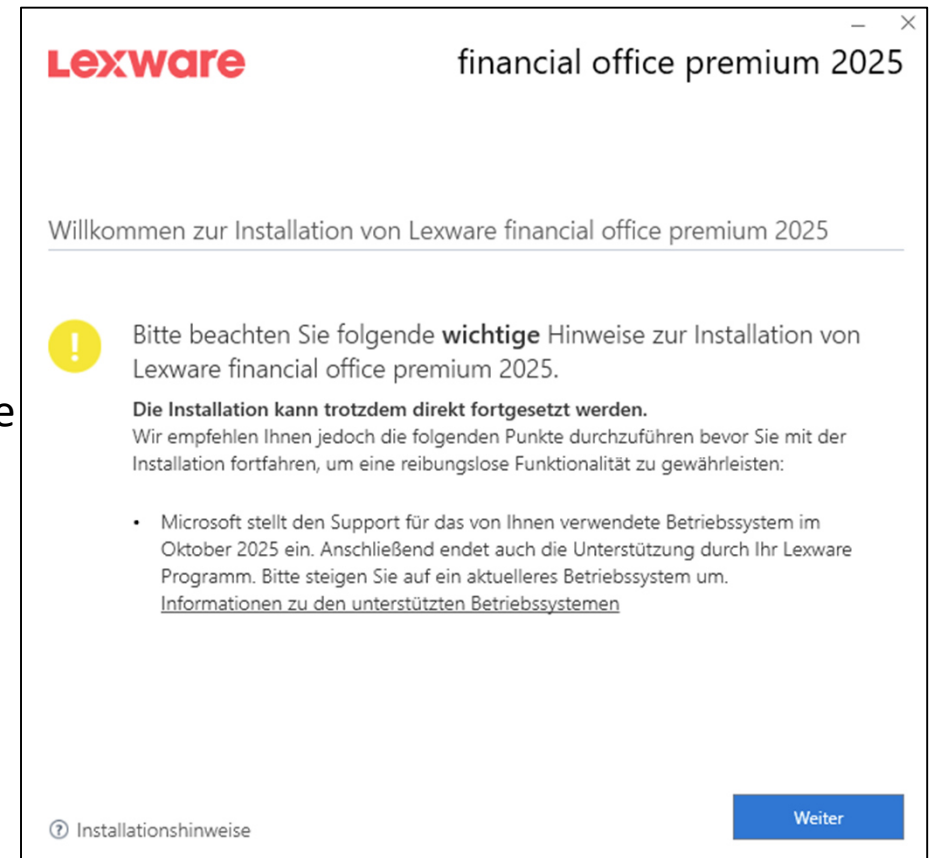 Lexware
financial office premium 2025
Willkommen zur Installation von Lexware financial office premium 2025
Bitte beachten Sie folgende wichtige Hinweise zur Installation von
Lexware financial office premium 2025.
e
Die Installation kann trotzdem direkt fortgesetzt werden.
Wir empfehlen Ihnen jedoch die folgenden Punkte durchzuführen bevor Sie mit der
Installation fortfahren, um eine reibungslose Funktionalität zu gewährleisten:
• Microsoft stellt den Support für das von Ihnen verwendete Betriebssystem im
Oktober 2025 ein. Anschließend endet auch die Unterstützung durch Ihr Lexware
Programm. Bitte steigen Sie auf ein aktuelleres Betriebssystem um.
Informationen zu den unterstützten Betriebssystemen
Installationshinweise
Weiter